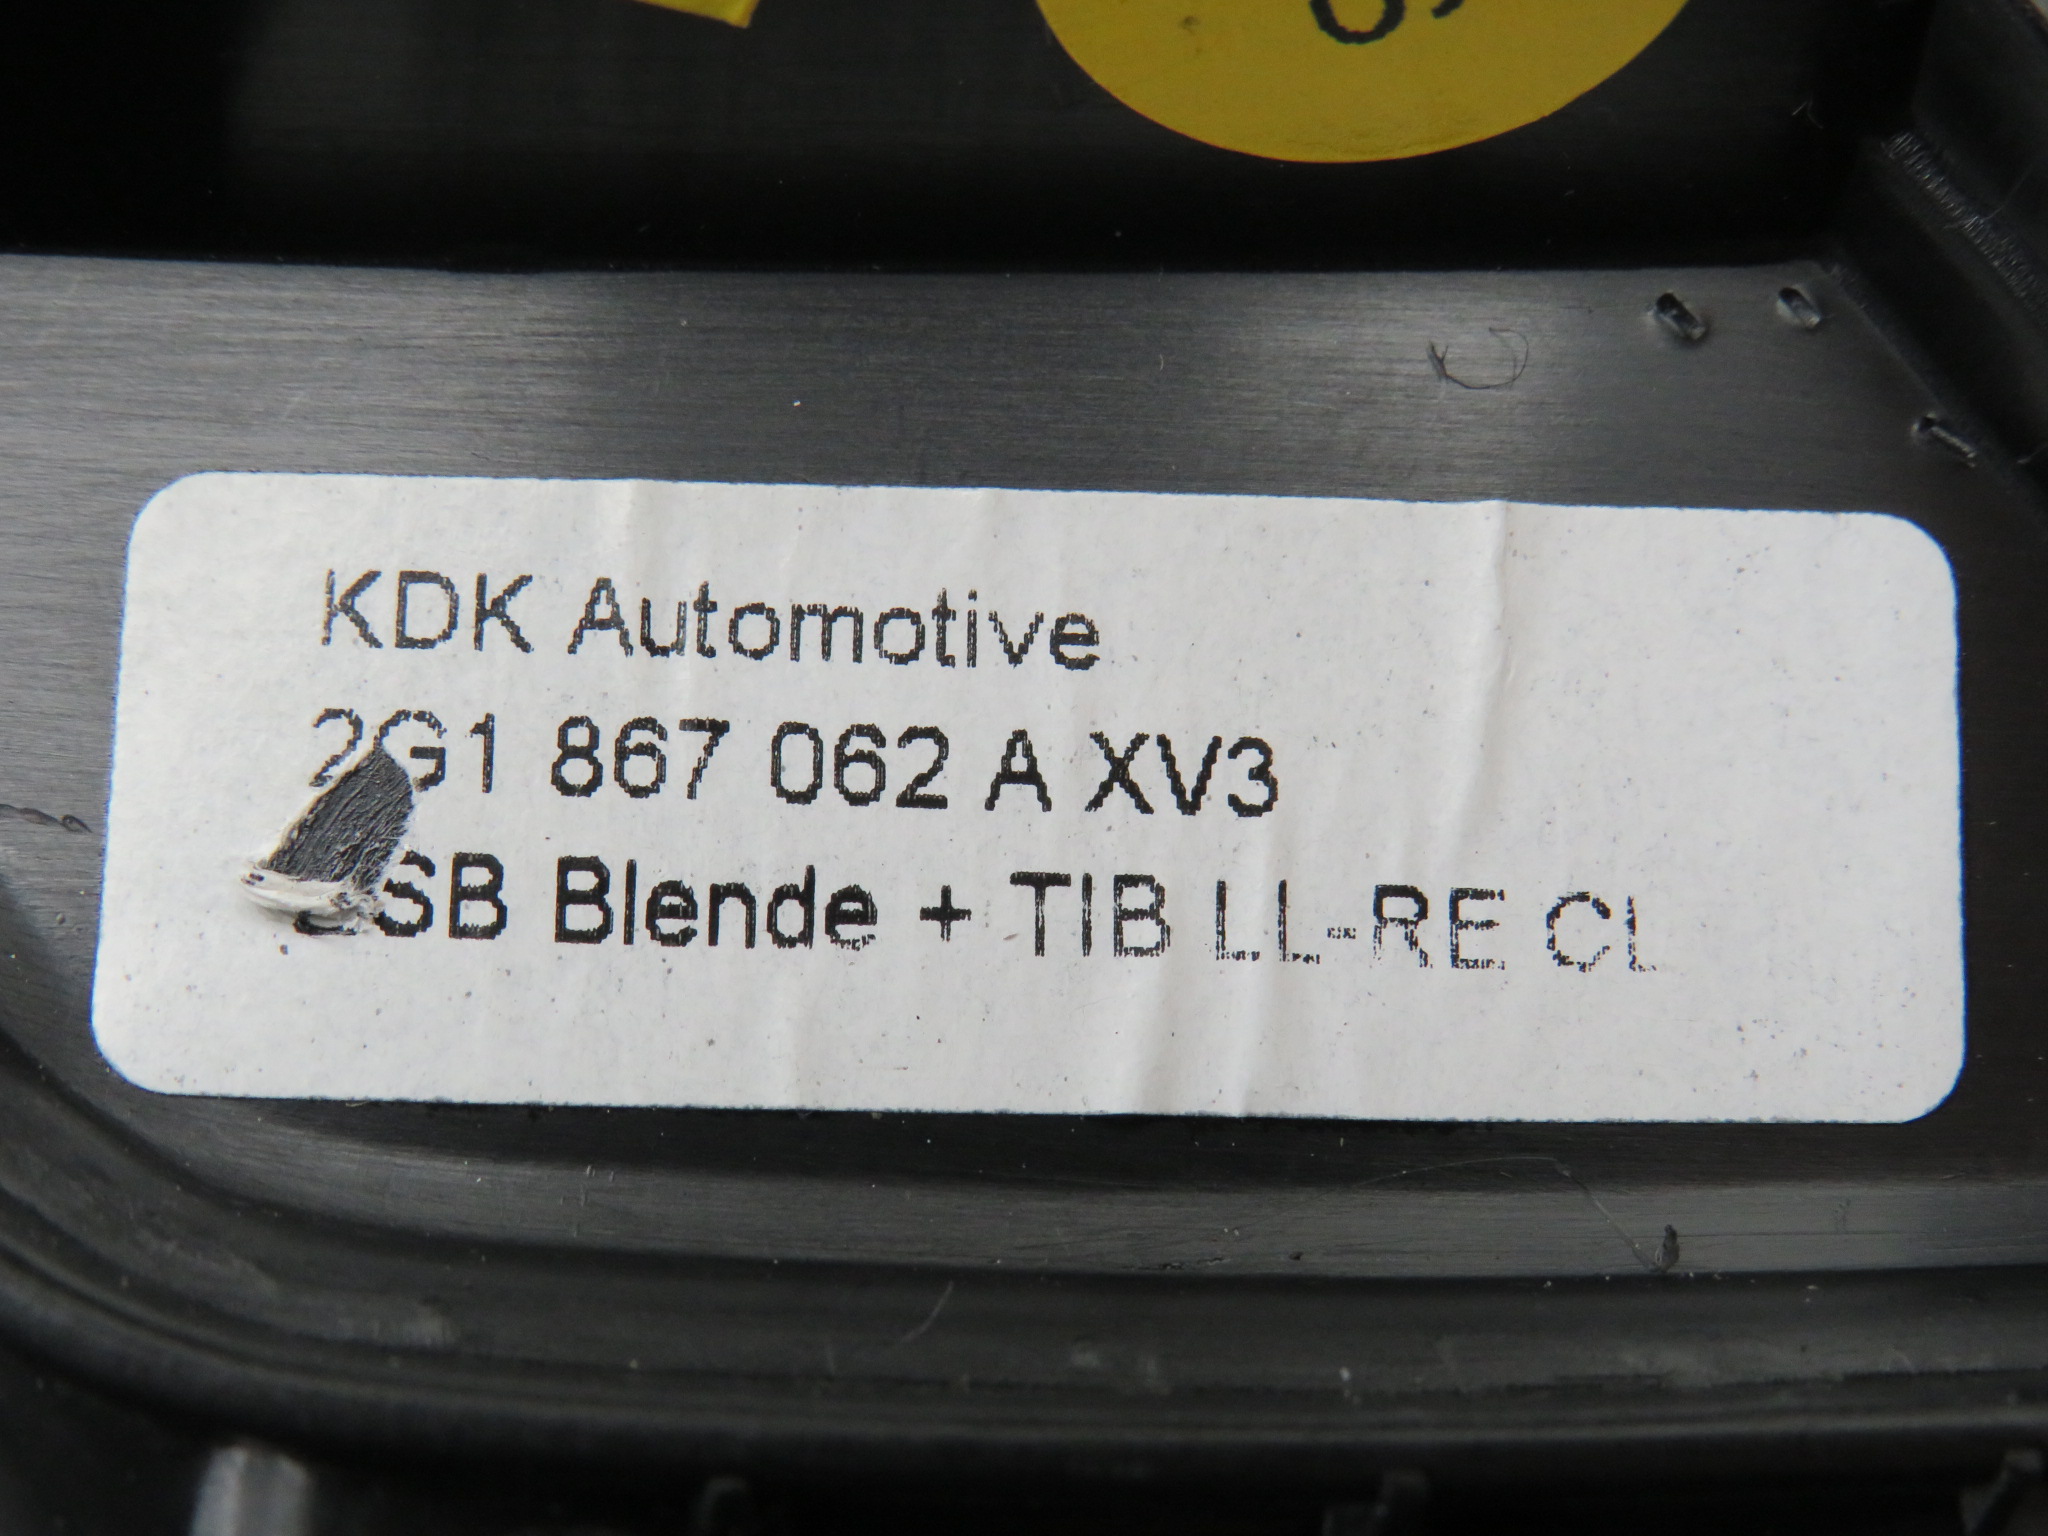 KDK Automotive
2G1 867 062 A XV3
SB Blende + TIB LL-RE CL